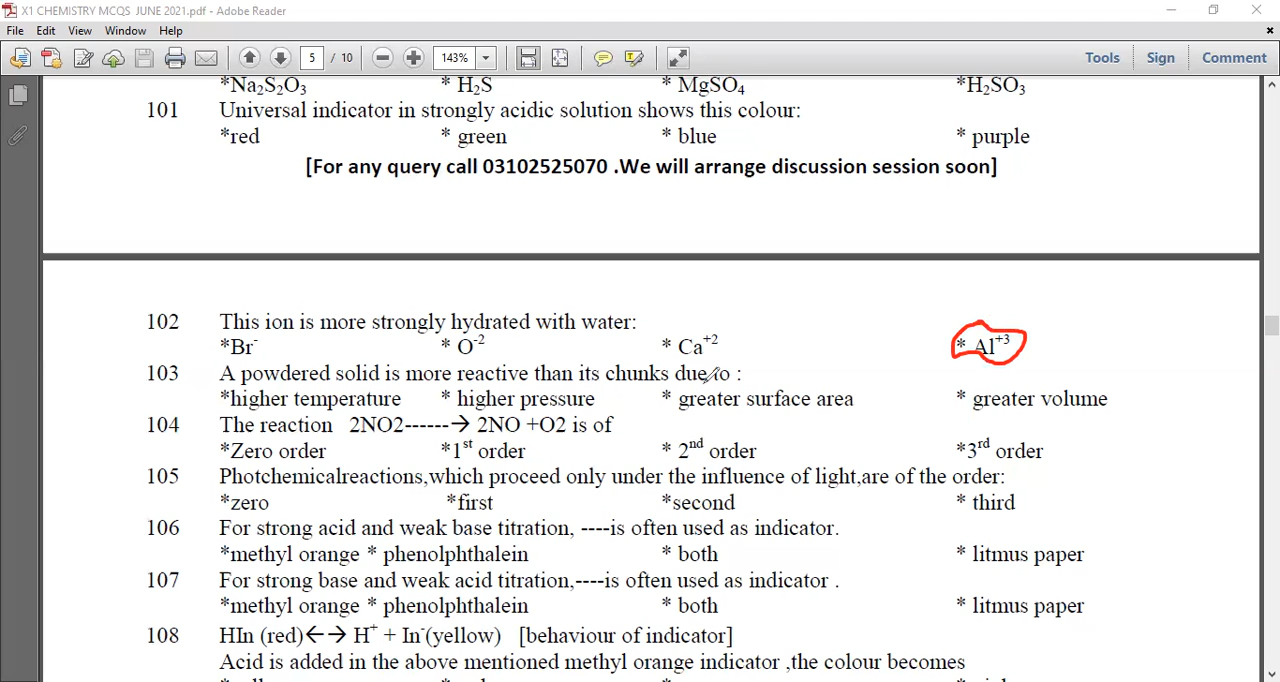 X1 CHEMISTRY MCQS  JUNE 2021.pdf - Adobe Reader
File Edit View Window Help
5 / 10 143% Tools Sign Comment
*Na₂S₂O₃ * H₂S * MgSO₄ *H₂SO₃
101 Universal indicator in strongly acidic solution shows this colour:
*red * green * blue * purple
[For any query call 03102525070 .We will arrange discussion session soon]
102 This ion is more strongly hydrated with water:
*Br⁻ * O⁻² * Ca⁺² * Al⁺³
103 A powdered solid is more reactive than its chunks due to :
*higher temperature * higher pressure * greater surface area * greater volume
104 The reaction 2NO2------→ 2NO +O2 is of
*Zero order *1ˢᵗ order * 2ⁿᵈ order *3ʳᵈ order
105 Photchemicalreactions,which proceed only under the influence of light,are of the order:
*zero *first *second * third
106 For strong acid and weak base titration, ----is often used as indicator.
*methyl orange * phenolphthalein * both * litmus paper
107 For strong base and weak acid titration,----is often used as indicator .
*methyl orange * phenolphthalein * both * litmus paper
108 HIn (red)←→ H⁺ + In⁻(yellow) [behaviour of indicator]
Acid is added in the above mentioned methyl orange indicator ,the colour becomes